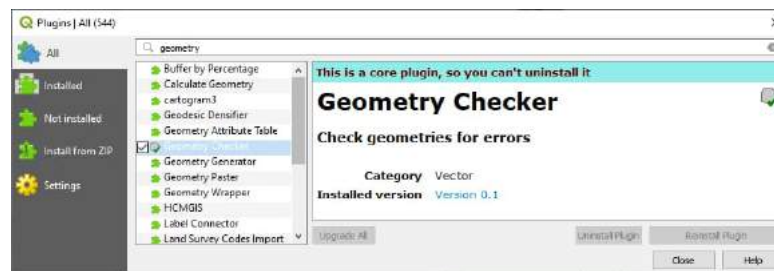 Plugins | All (544)
All
Installed
Not installed
Install from ZIP
Settings
geometry
Buffer by Percentage
Calculate Geometry
cartogram3
Geodesic Densifier
Geometry Attribute Table
Geometry Checker
Geometry Generator
Geometry Paster
Geometry Wrapper
HCMGIS
Label Connector
Land Survey Codes Import
This is a core plugin, so you can't uninstall it
Geometry Checker
Check geometries for errors
Category Vector
Installed version Version 0.1
Upgrade All
Uninstall Plugin
Reinstall Plugin
Close
Help